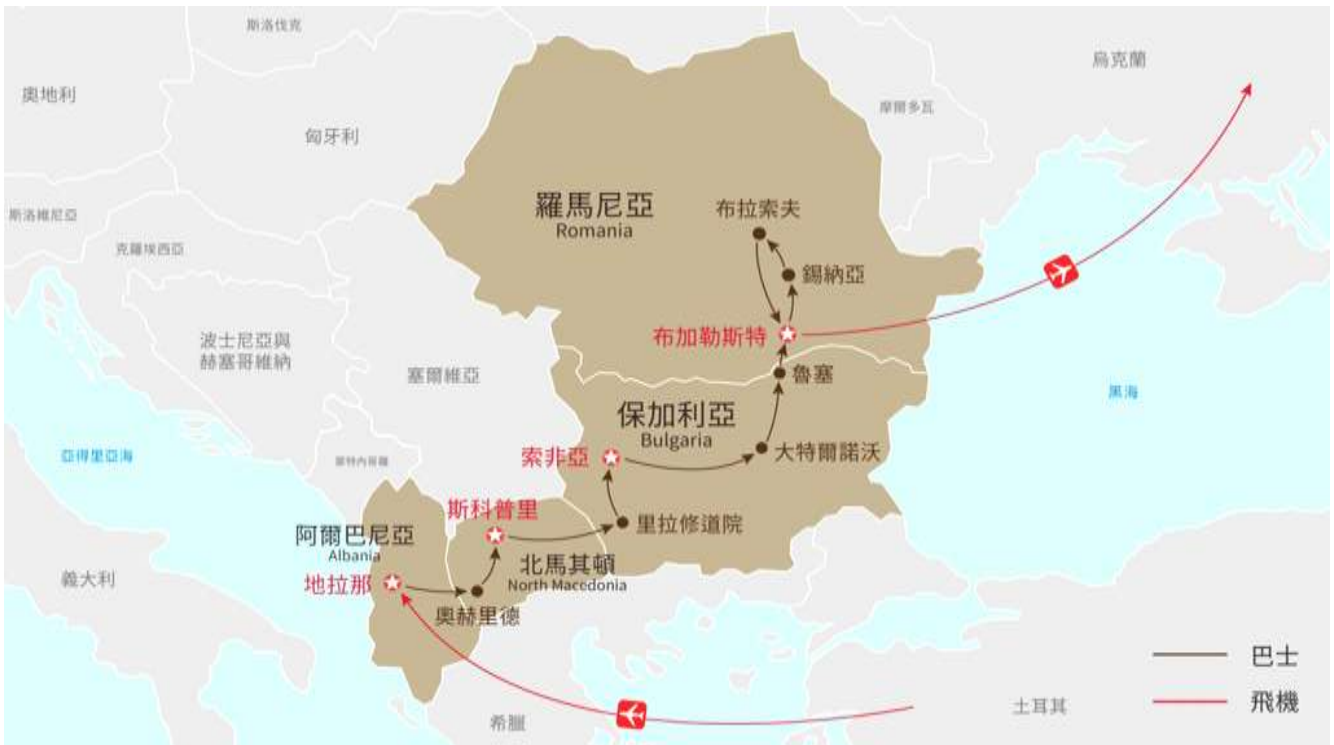 斯洛伐克
烏克蘭
奧地利
摩爾多瓦
匈牙利
羅馬尼亞
Romania
布拉索夫
斯洛維尼亞
克羅埃西亞
錫納亞
布加勒斯特
波士尼亞與
赫塞哥維納
塞爾維亞
魯塞
黑海
保加利亞
Bulgaria
亞得里亞海
索非亞
大特爾諾沃
蒙特內哥羅
斯科普里
里拉修道院
阿爾巴尼亞
Albania
北馬其頓
North Macedonia
義大利
地拉那
奧赫里德
巴士
飛機
希臘
土耳其